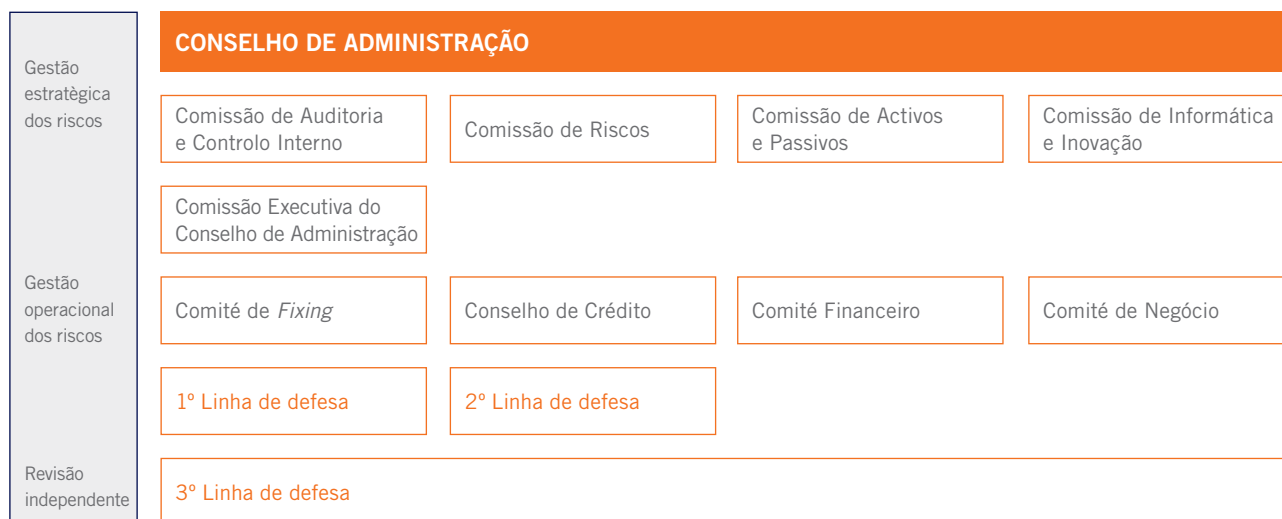 Gestão
estratègica
dos riscos
CONSELHO DE ADMINISTRAÇÃO
Comissão de Auditoria
e Controlo Interno
Comissão de Riscos
Comissão de Activos
e Passivos
Comissão de Informática
e Inovação
Comissão Executiva do
Conselho de Administração
Gestão
operacional
dos riscos
Comité de Fixing
Conselho de Crédito
Comité Financeiro
Comité de Negócio
1º Linha de defesa
2º Linha de defesa
Revisão
independente
3º Linha de defesa